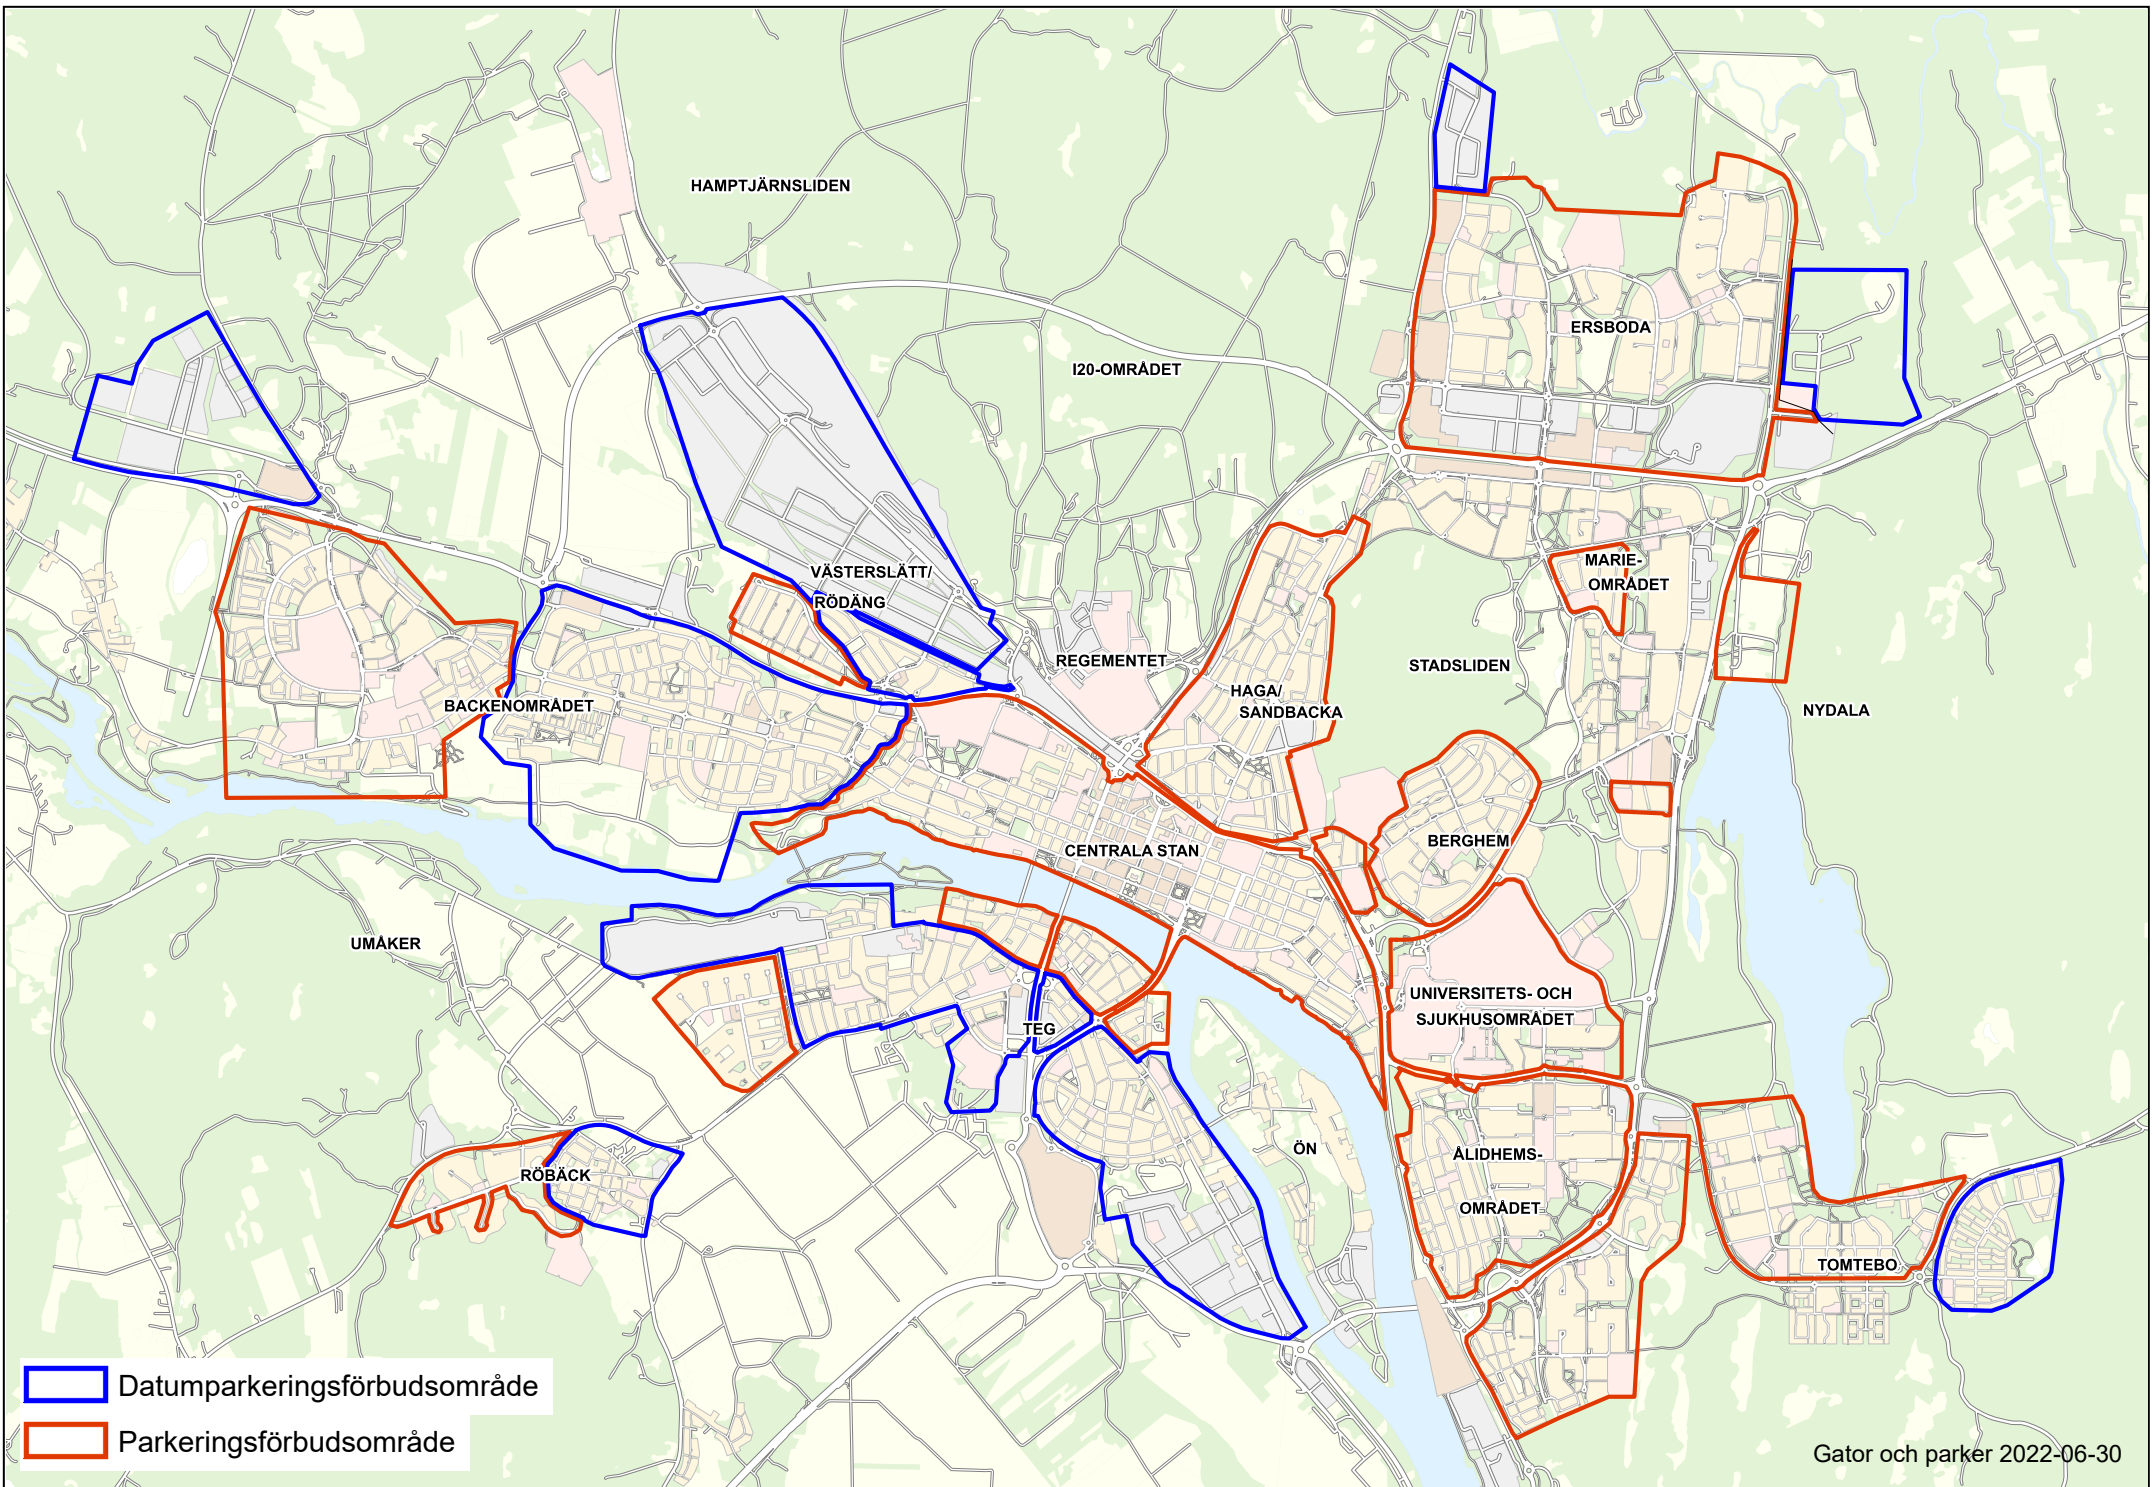 HAMPTJÄRNSLIDEN
ERSBODA
I20-OMRÅDET
MARIE-
OMRÅDET
VÄSTERSLÄTT/
RÖDÄNG
REGEMENTET
STADSLIDEN
HAGA/
SANDBACKA
BACKENOMRÅDET
NYDALA
BERGHEM
CENTRALA STAN
UMÅKER
UNIVERSITETS- OCH
SJUKHUSOMRÅDET
TEG
ÖN
ÅLIDHEMS-
OMRÅDET
RÖBÄCK
TOMTEBO
Datumparkeringsförbudsområde
Parkeringsförbudsområde
Gator och parker 2022-06-30